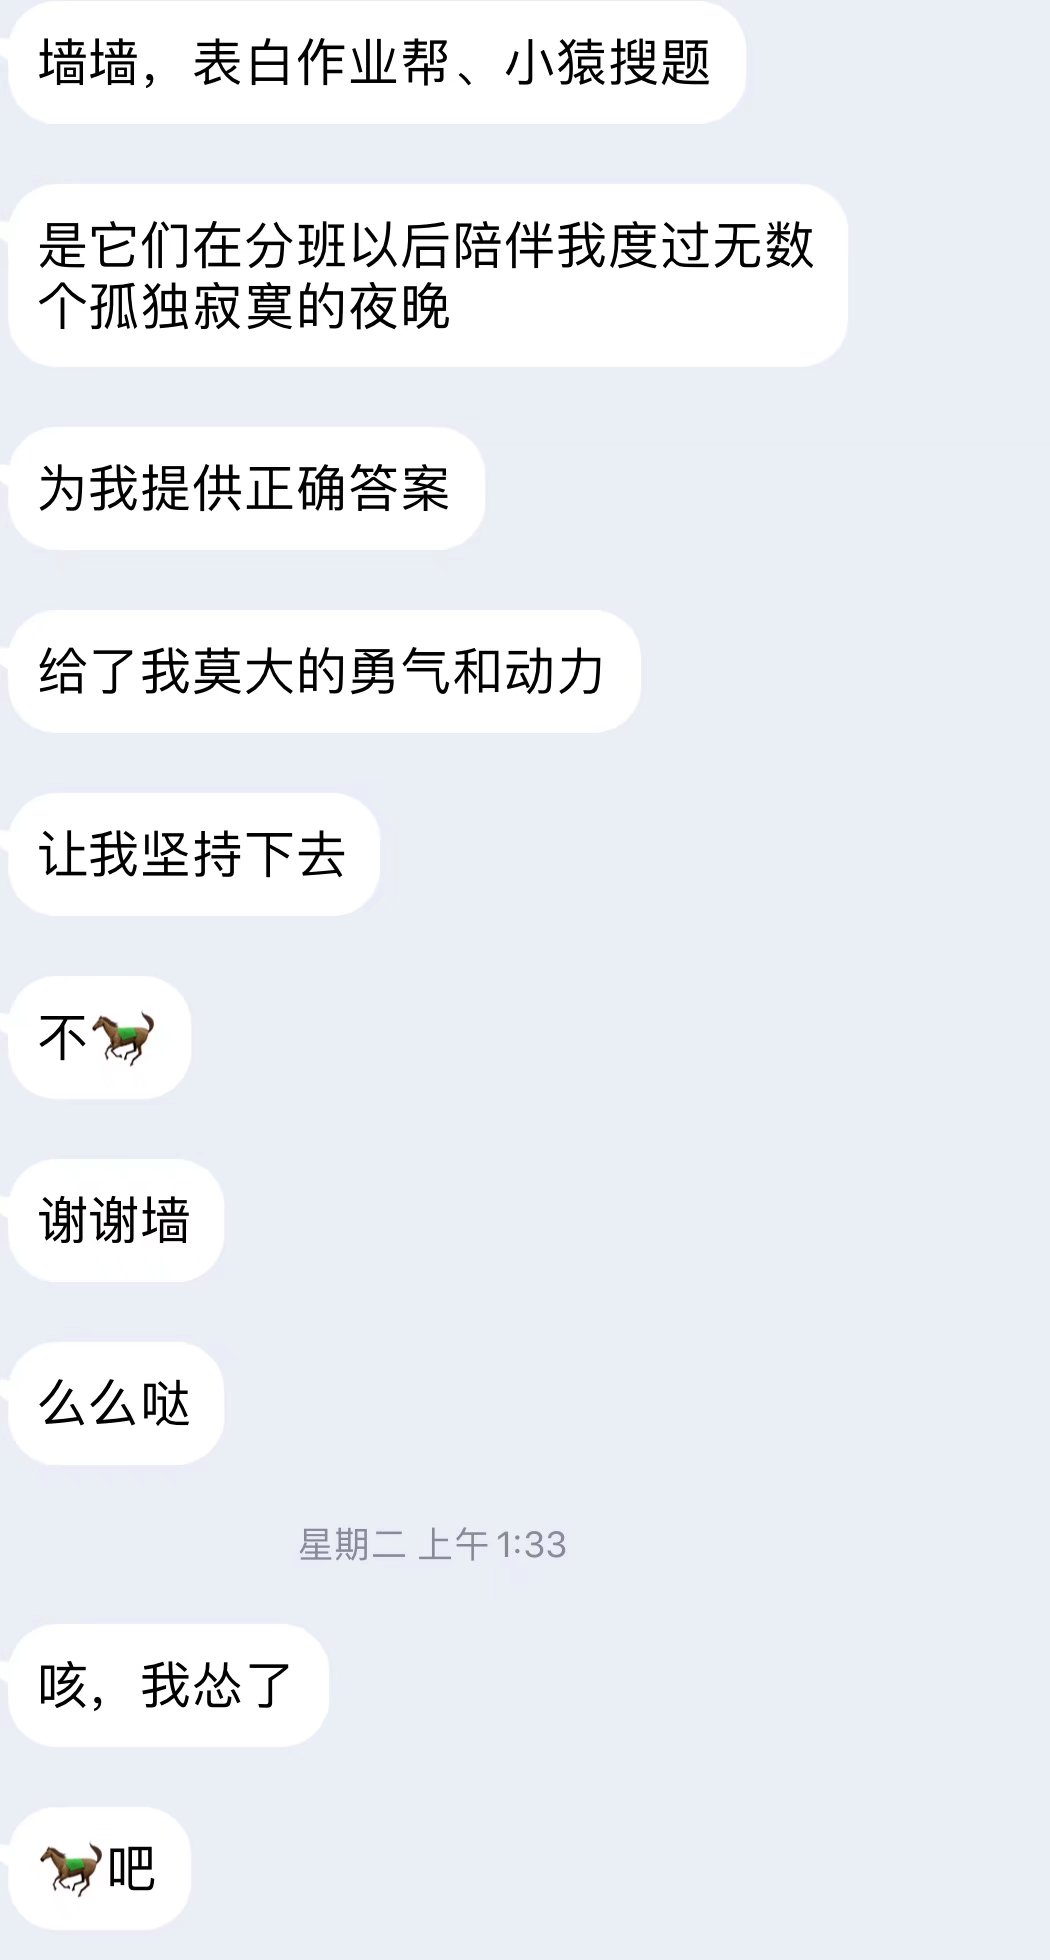 墙墙，表白作业帮、小猿搜题
是它们在分班以后陪伴我度过无数
个孤独寂寞的夜晚
为我提供正确答案
给了我莫大的勇气和动力
让我坚持下去
不🐎
谢谢墙
么么哒
星期二 上午 1:33
咳，我怂了
🐎吧